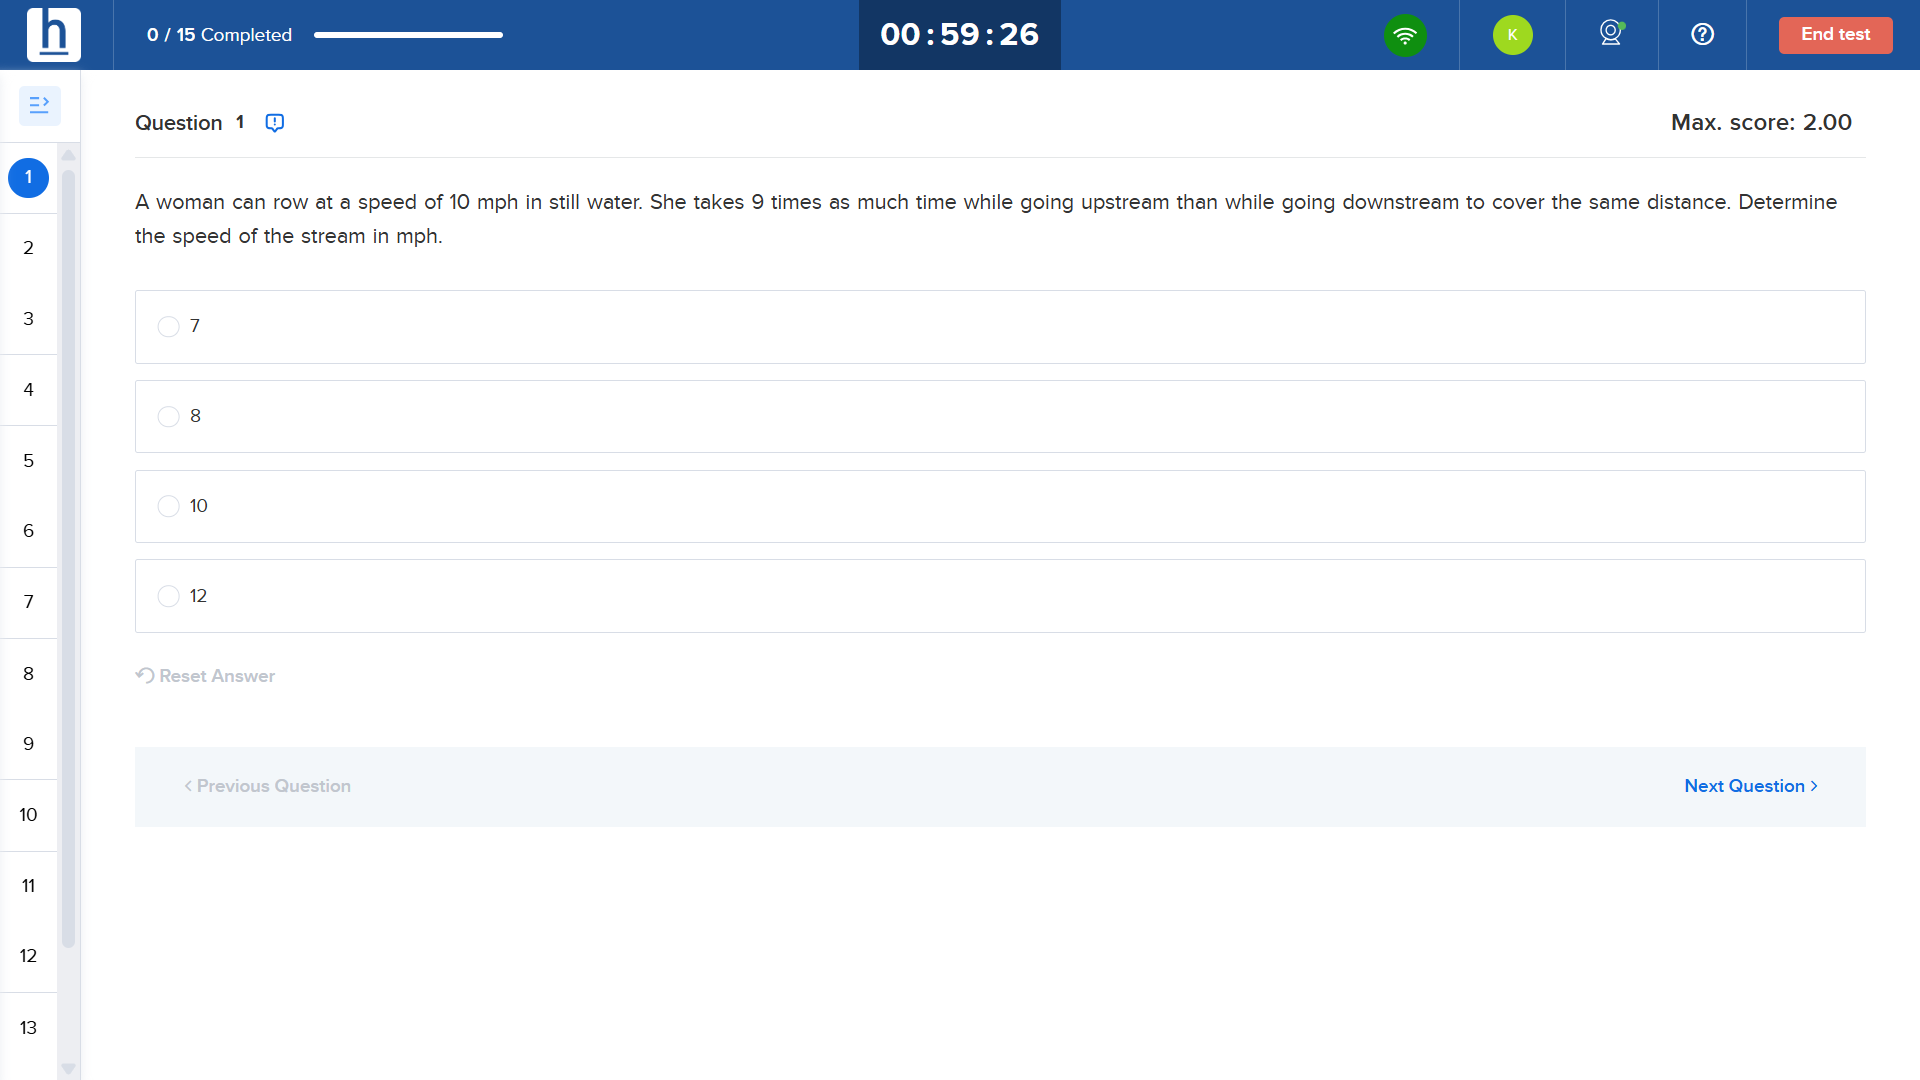 h
0 / 15 Completed
00 : 59 : 26
K
End test
Question 1
Max. score: 2.00
A woman can row at a speed of 10 mph in still water. She takes 9 times as much time while going upstream than while going downstream to cover the same distance. Determine
the speed of the stream in mph.
7
8
10
12
Reset Answer
Previous Question
Next Question
1
2
3
4
5
6
7
8
9
10
11
12
13